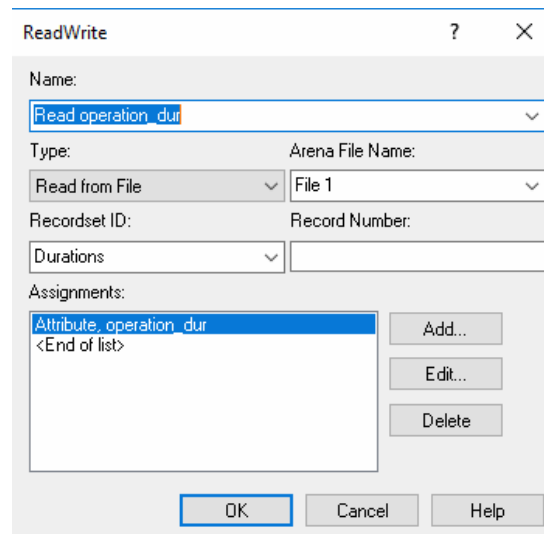 ReadWrite ?
Name:
Read operation_dur
Type: Arena File Name:
Read from File File 1
Recordset ID: Record Number:
Durations
Assignments:
Attribute, operation_dur
<End of list>
Add...
Edit...
Delete
OK Cancel Help